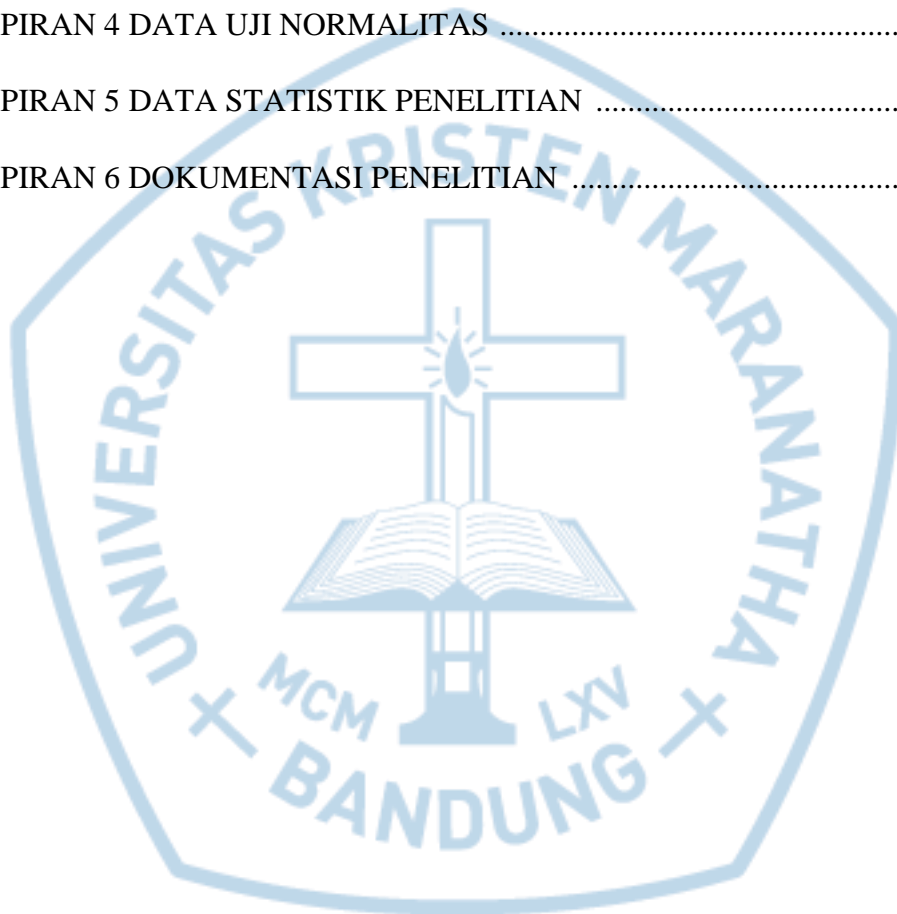 PIRAN 4 DATA UJI NORMALITAS ..........................................
PIRAN 5 DATA STATISTIK PENELITIAN ................................
PIRAN 6 DOKUMENTASI PENELITIAN ..................................
UNIVERSITAS KRISTEN MARANATHA
MCM LXV
BANDUNG